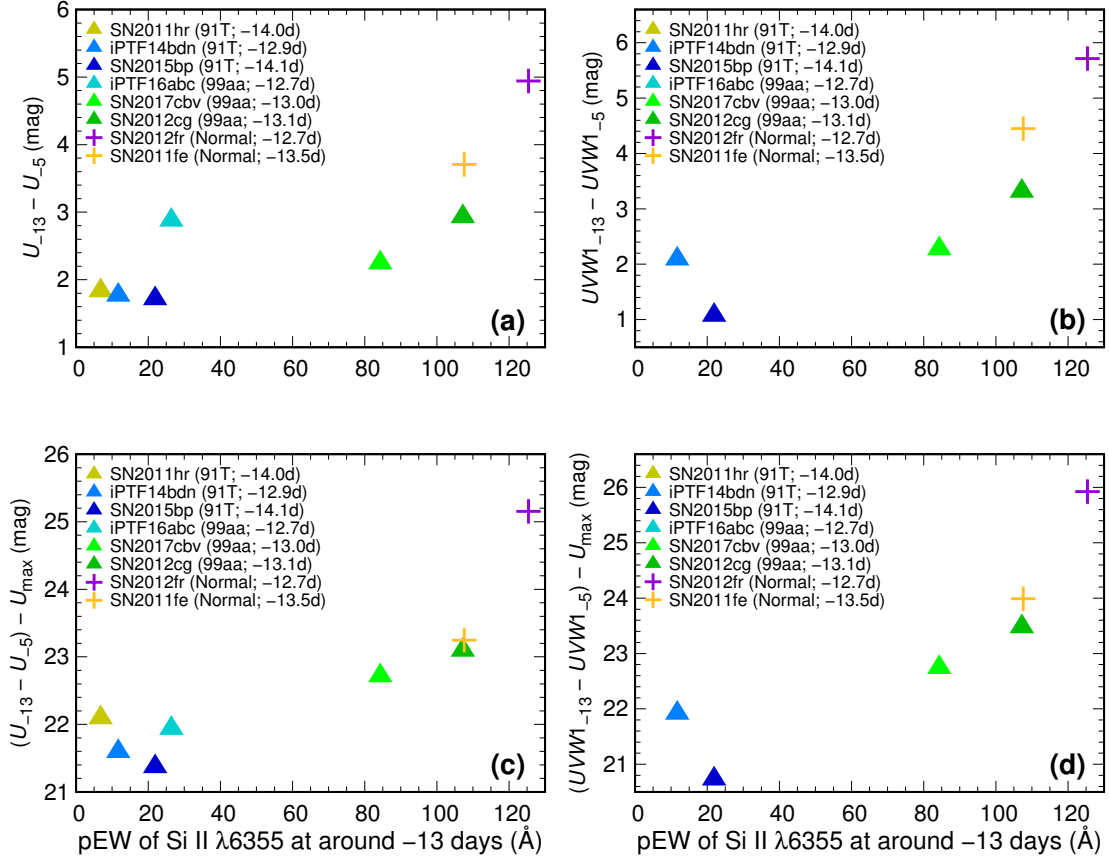 SN2011hr (91T; −14.0d)
iPTF14bdn (91T; −12.9d)
SN2015bp (91T; −14.1d)
iPTF16abc (99aa; −12.7d)
SN2017cbv (99aa; −13.0d)
SN2012cg (99aa; −13.1d)
SN2012fr (Normal; −12.7d)
SN2011fe (Normal; −13.5d)
U−13 − U−5 (mag)
6
5
4
3
2
1
0 20 40 60 80 100 120
(a)
SN2011hr (91T; −14.0d)
iPTF14bdn (91T; −12.9d)
SN2015bp (91T; −14.1d)
iPTF16abc (99aa; −12.7d)
SN2017cbv (99aa; −13.0d)
SN2012cg (99aa; −13.1d)
SN2012fr (Normal; −12.7d)
SN2011fe (Normal; −13.5d)
UVW1−13 − UVW1−5 (mag)
6
5
4
3
2
1
0 20 40 60 80 100 120
(b)
SN2011hr (91T; −14.0d)
iPTF14bdn (91T; −12.9d)
SN2015bp (91T; −14.1d)
iPTF16abc (99aa; −12.7d)
SN2017cbv (99aa; −13.0d)
SN2012cg (99aa; −13.1d)
SN2012fr (Normal; −12.7d)
SN2011fe (Normal; −13.5d)
(U−13 − U−5) − Umax (mag)
26
25
24
23
22
21
0 20 40 60 80 100 120
(c)
pEW of Si II λ6355 at around −13 days (Å)
SN2011hr (91T; −14.0d)
iPTF14bdn (91T; −12.9d)
SN2015bp (91T; −14.1d)
iPTF16abc (99aa; −12.7d)
SN2017cbv (99aa; −13.0d)
SN2012cg (99aa; −13.1d)
SN2012fr (Normal; −12.7d)
SN2011fe (Normal; −13.5d)
(UVW1−13 − UVW1−5) − Umax (mag)
26
25
24
23
22
21
0 20 40 60 80 100 120
(d)
pEW of Si II λ6355 at around −13 days (Å)